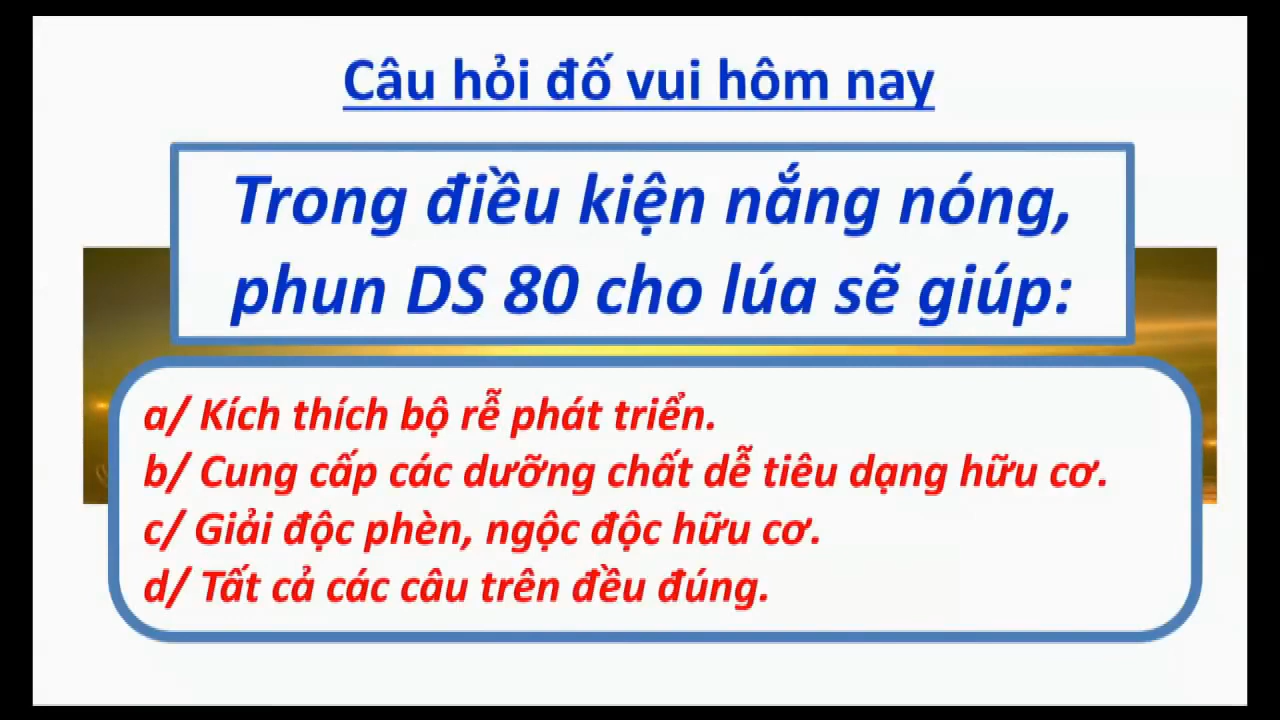 Câu hỏi đố vui hôm nay
Trong điều kiện nắng nóng,
phun DS 80 cho lúa sẽ giúp:
a/ Kích thích bộ rễ phát triển.
b/ Cung cấp các dưỡng chất dễ tiêu dạng hữu cơ.
c/ Giải độc phèn, ngộc độc hữu cơ.
d/ Tất cả các câu trên đều đúng.